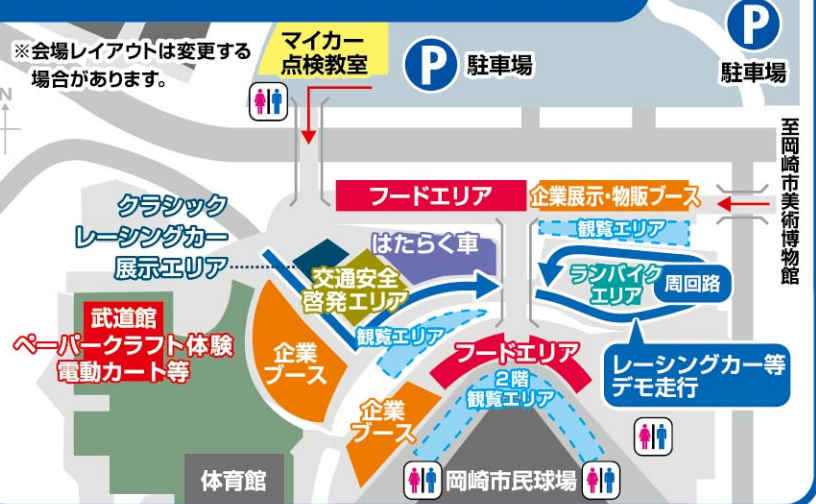 ※会場レイアウトは変更する
場合があります。
マイカー
点検教室
P 駐車場
P
駐車場
N
至岡崎市美術博物館
フードエリア
企業展示・物販ブース
観覧エリア
クラシック
レーシングカー
展示エリア
はたらく車
交通安全
啓発エリア
ランバイク
エリア
周回路
武道館
ペーパークラフト体験
電動カート等
企業
ブース
観覧エリア
フードエリア
レーシングカー等
デモ走行
2階
観覧エリア
企業
ブース
体育館
岡崎市民球場